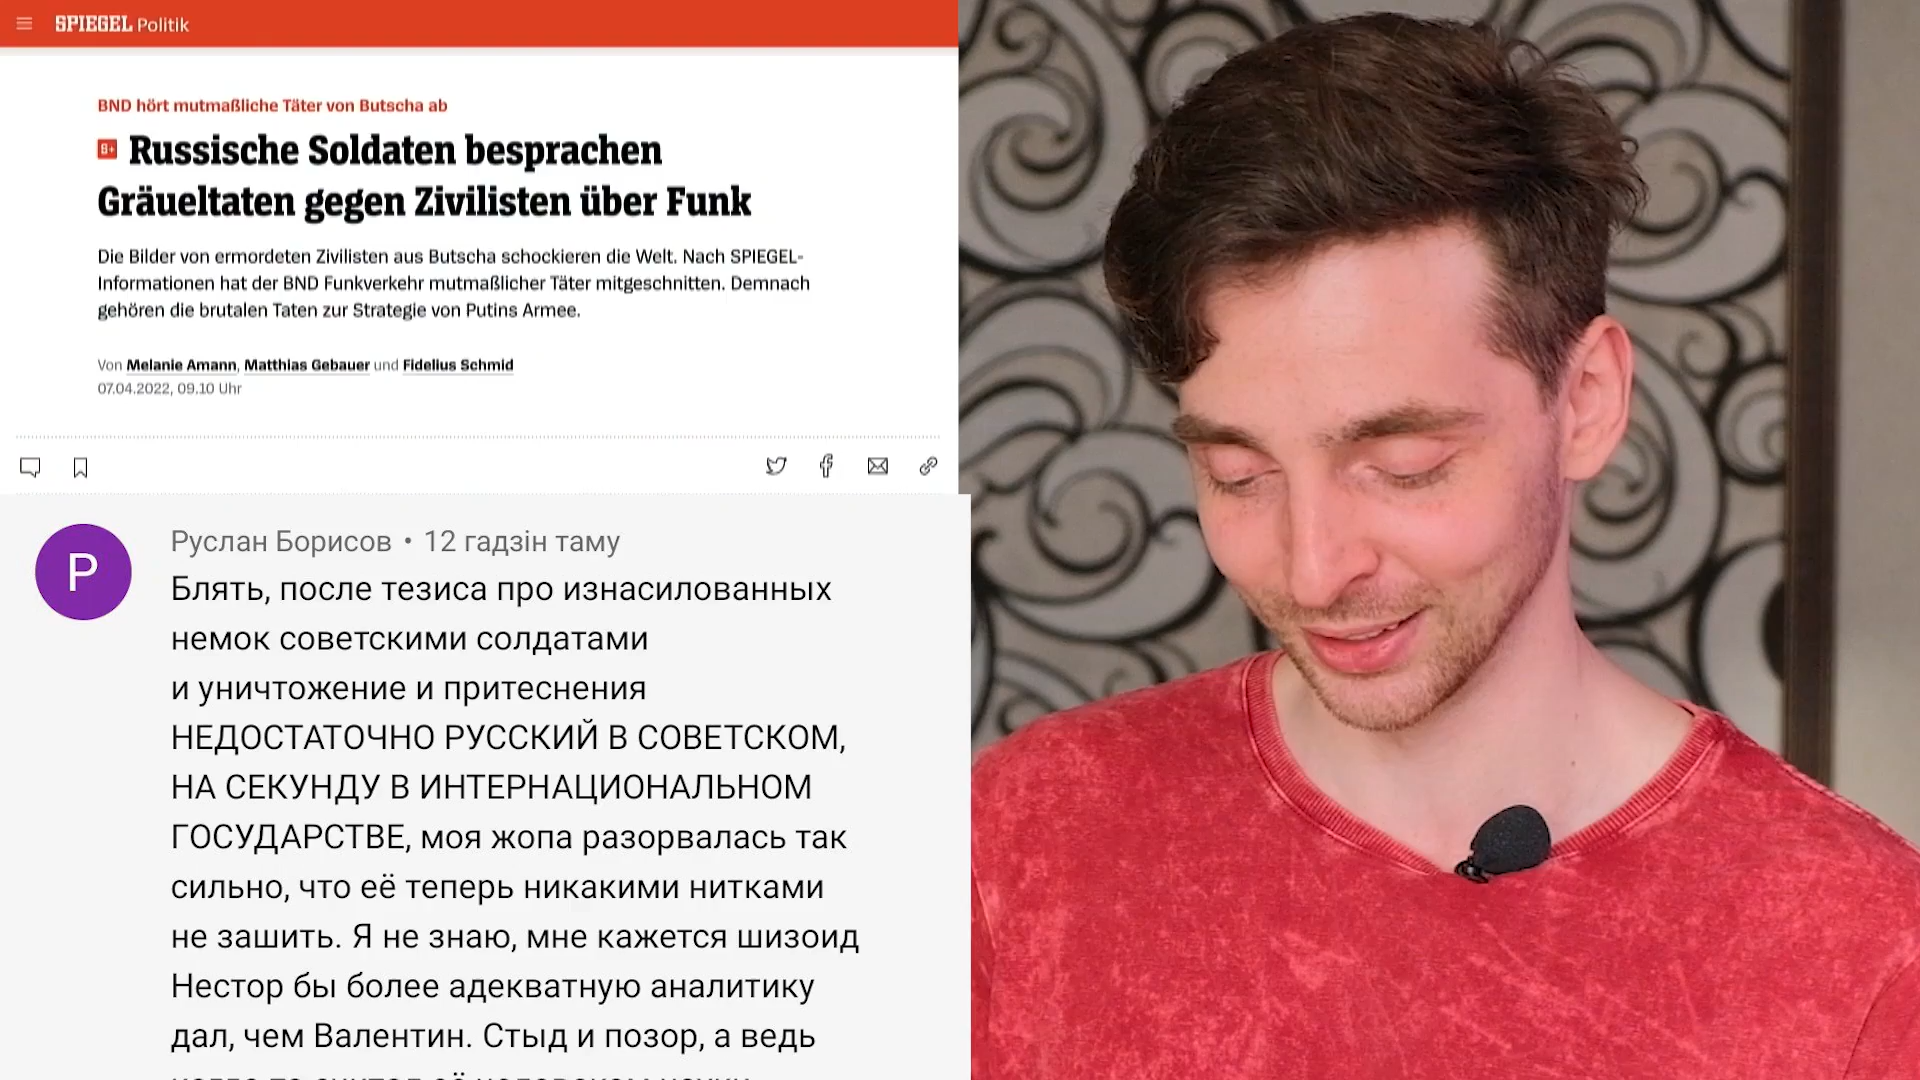 SPIEGEL Politik
BND hört mutmaßliche Täter von Butscha ab
S+ Russische Soldaten besprachen
Gräueltaten gegen Zivilisten über Funk
Die Bilder von ermordeten Zivilisten aus Butscha schockieren die Welt. Nach SPIEGEL-
Informationen hat der BND Funkverkehr mutmaßlicher Täter mitgeschnitten. Demnach
gehören die brutalen Taten zur Strategie von Putins Armee.
Von Melanie Amann, Matthias Gebauer und Fidelius Schmid
07.04.2022, 09.10 Uhr
Р
Руслан Борисов • 12 гадзін таму
Блять, после тезиса про изнасилованных
немок советскими солдатами
и уничтожение и притеснения
НЕДОСТАТОЧНО РУССКИЙ В СОВЕТСКОМ,
НА СЕКУНДУ В ИНТЕРНАЦИОНАЛЬНОМ
ГОСУДАРСТВЕ, моя жопа разорвалась так
сильно, что её теперь никакими нитками
не зашить. Я не знаю, мне кажется шизоид
Нестор бы более адекватную аналитику
дал, чем Валентин. Стыд и позор, а ведь